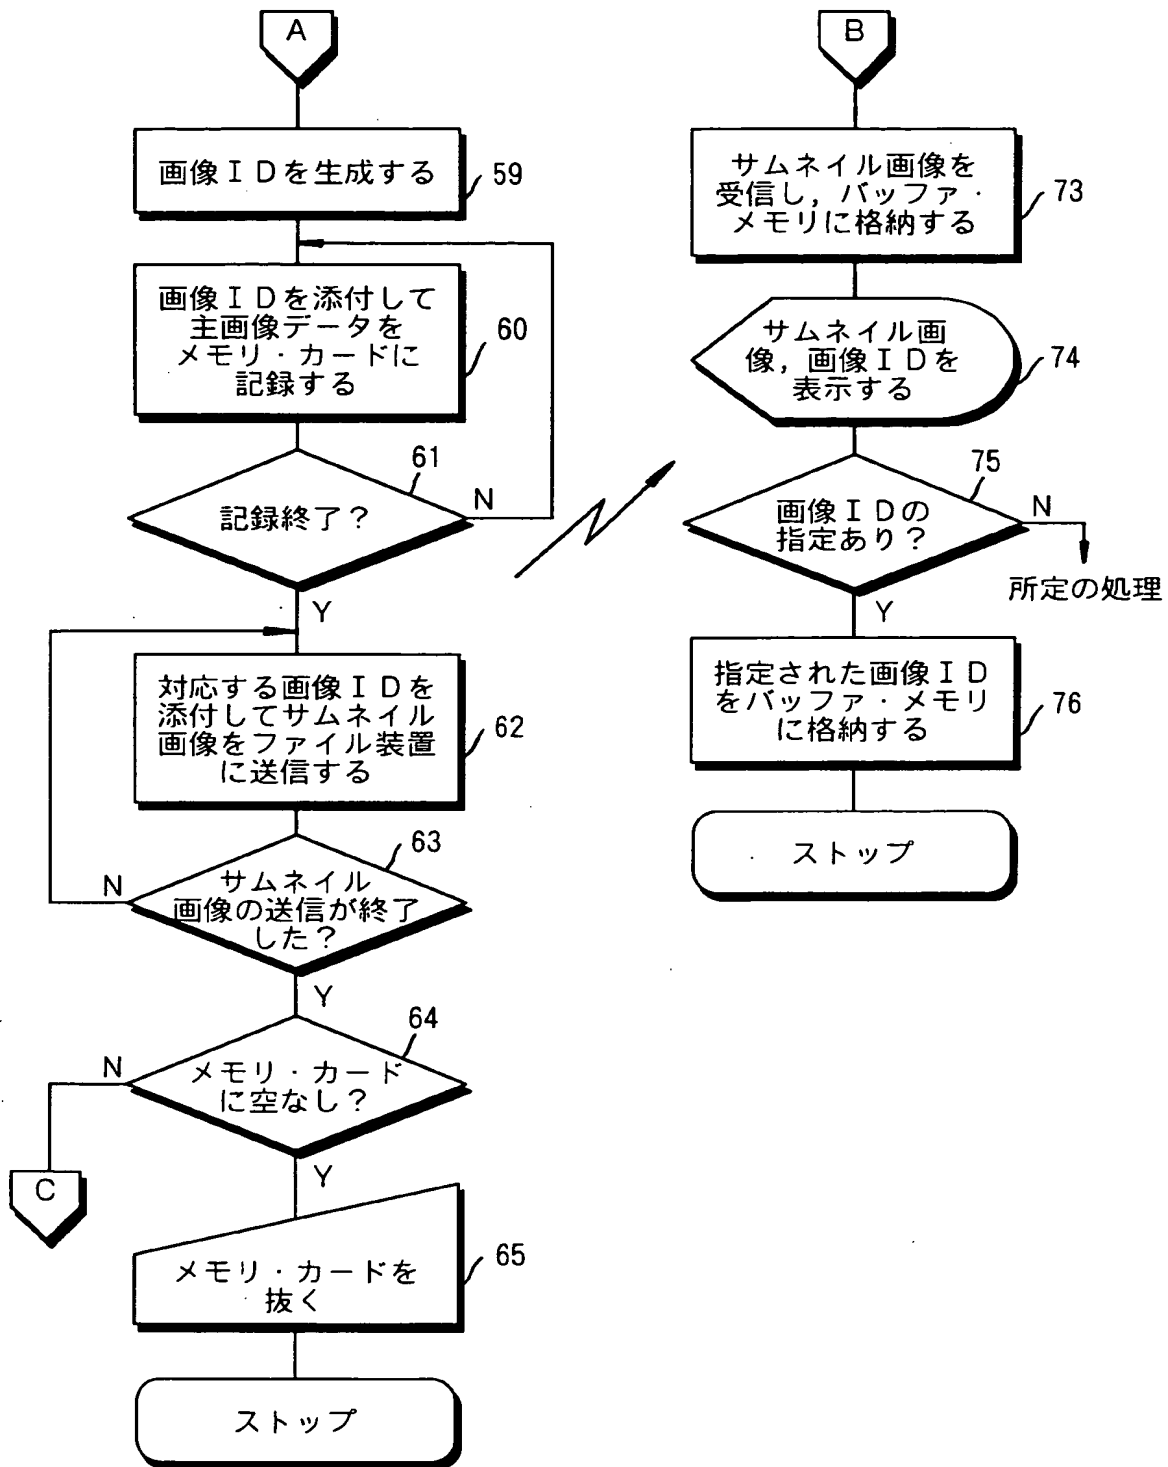 A
画像IDを生成する
59
画像IDを添付して
主画像データを
メモリ・カードに
記録する
60
61
記録終了？
N
Y
対応する画像IDを
添付してサムネイル
画像をファイル装置
に送信する
62
63
サムネイル
画像の送信が終了
した？
N
Y
64
メモリ・カード
に空なし？
N
Y
C
メモリ・カードを
抜く
65
ストップ
B
サムネイル画像を
受信し，バッファ・
メモリに格納する
73
サムネイル画
像，画像IDを
表示する
74
75
画像IDの
指定あり？
N
所定の処理
Y
指定された画像ID
をバッファ・メモリ
に格納する
76
ストップ